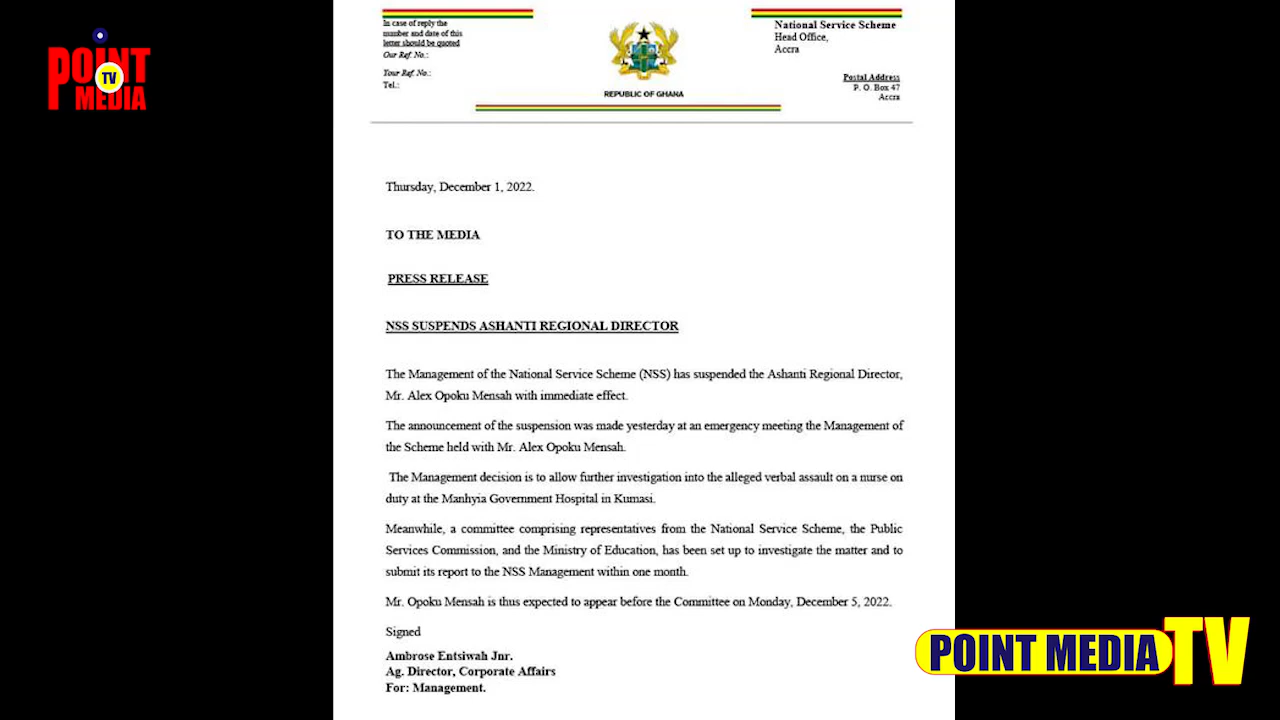 POINT
TV
MEDIA
In case of reply the
number and date of this
letter should be quoted
Our Ref. No.:
Your Ref. No.:
Tel.:
REPUBLIC OF GHANA
National Service Scheme
Head Office,
Accra
Postal Address
P. O. Box 47
Accra
Thursday, December 1, 2022.
TO THE MEDIA
PRESS RELEASE
NSS SUSPENDS ASHANTI REGIONAL DIRECTOR
The Management of the National Service Scheme (NSS) has suspended the Ashanti Regional Director,
Mr. Alex Opoku Mensah with immediate effect.
The announcement of the suspension was made yesterday at an emergency meeting the Management of
the Scheme held with Mr. Alex Opoku Mensah.
The Management decision is to allow further investigation into the alleged verbal assault on a nurse on
duty at the Manhyia Government Hospital in Kumasi.
Meanwhile, a committee comprising representatives from the National Service Scheme, the Public
Services Commission, and the Ministry of Education, has been set up to investigate the matter and to
submit its report to the NSS Management within one month.
Mr. Opoku Mensah is thus expected to appear before the Committee on Monday, December 5, 2022.
Signed
Ambrose Entsiwah Jnr.
Ag. Director, Corporate Affairs
For: Management.
POINT MEDIA TV